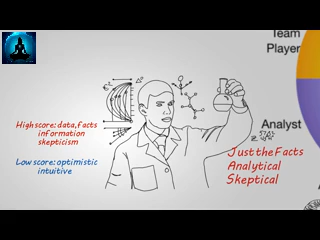 Team
Player
High score: data, facts
information
skepticism
Low score: optimistic
intuitive
Analyst
Just the Facts
Analytical
Skeptical